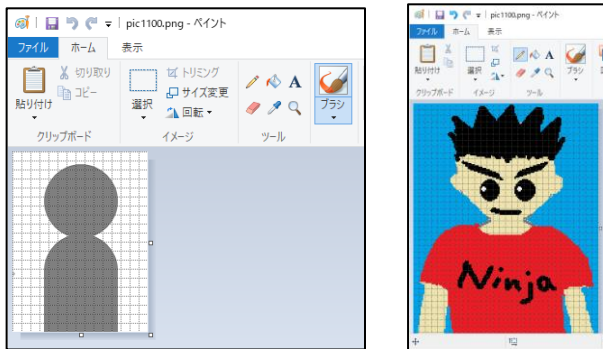 pic1100.png - ペイント
ファイル ホーム 表示
貼り付け
切り取り
コピー
クリップボード
選択
トリミング
サイズ変更
回転
イメージ
A
ツール
ブラシ
pic1100.png - ペイント
ファイル ホーム 表示
貼り付け
クリップボード
選択
イメージ
A
ツール
ブラシ
Ninja